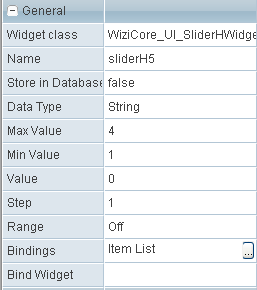 General
Widget class WiziCore_UI_SliderHWidge
Name sliderH5
Store in Database false
Data Type String
Max Value 4
Min Value 1
Value 0
Step 1
Range Off
Bindings Item List ...
Bind Widget